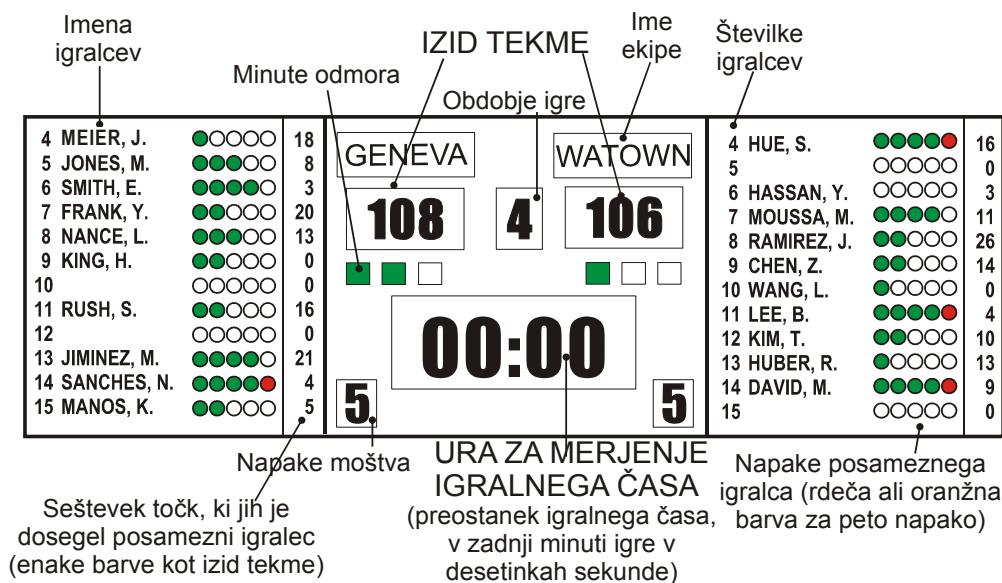 Imena
igralcev
Minute odmora
IZID TEKME
Obdobje igre
Ime
ekipe
Številke
igralcev
4 MEIER, J. 18
5 JONES, M. 8
6 SMITH, E. 3
7 FRANK, Y. 20
8 NANCE, L. 13
9 KING, H. 0
10 0
11 RUSH, S. 16
12 0
13 JIMINEZ, M. 21
14 SANCHES, N. 4
15 MANOS, K. 5
GENEVA
WATOWN
108
4
106
00:00
5
5
4 HUE, S. 16
5 0
6 HASSAN, Y. 3
7 MOUSSA, M. 11
8 RAMIREZ, J. 26
9 CHEN, Z. 14
10 WANG, L. 0
11 LEE, B. 4
12 KIM, T. 10
13 HUBER, R. 13
14 DAVID, M. 9
15 0
Seštevek točk, ki jih je
dosegel posamezni igralec
(enake barve kot izid tekme)
Napake moštva
URA ZA MERJENJE
IGRALNEGA ČASA
(preostanek igralnega časa,
v zadnji minuti igre v
desetinkah sekunde)
Napake posameznega
igralca (rdeča ali oranžna
barva za peto napako)